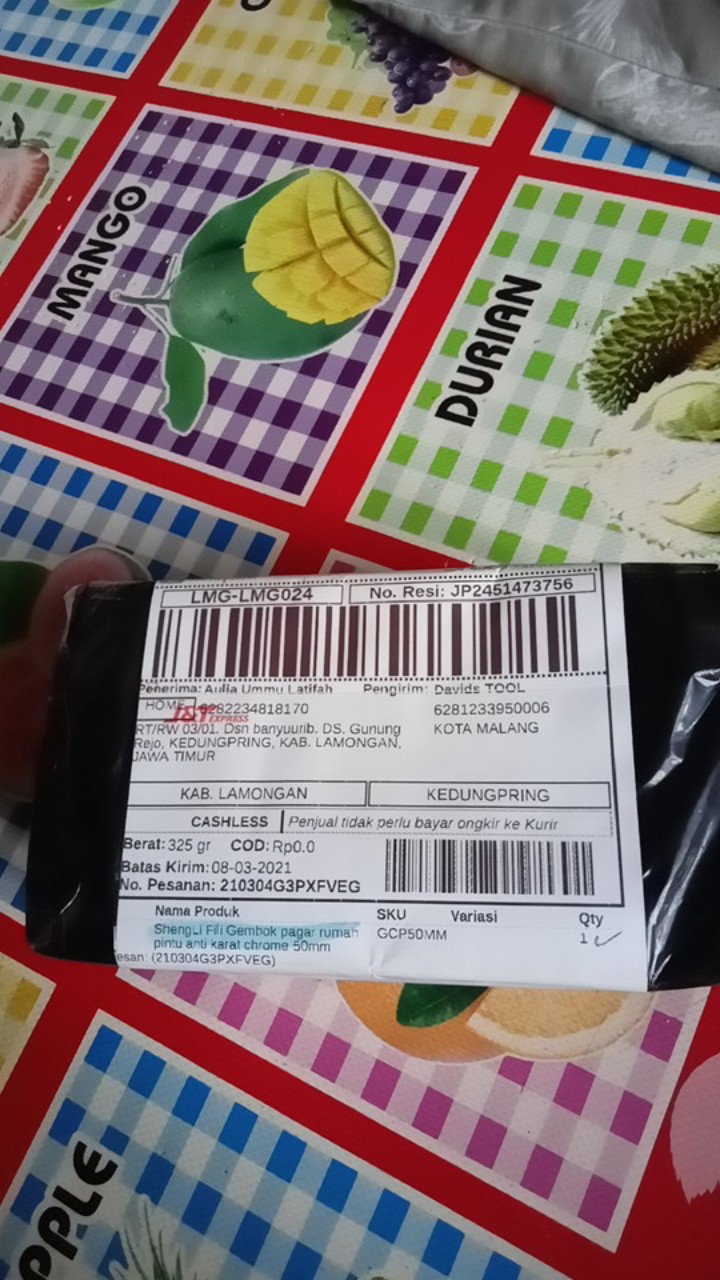 MANGO
DURIAN
LMG-LMG024
No. Resi: JP2451473756
Penerima: Aulia Ummu Latifah
Pengirim: Davids TOOL
HOME 6282234818170
6281233950006
J&T EXPRESS
RT/RW 03/01. Dsn banyuurib. DS. Gunung
KOTA MALANG
Rejo, KEDUNGPRING, KAB. LAMONGAN,
JAWA TIMUR
KAB. LAMONGAN
KEDUNGPRING
CASHLESS
Penjual tidak perlu bayar ongkir ke Kurir
Berat: 325 gr COD: Rp0.0
Batas Kirim: 08-03-2021
No. Pesanan: 210304G3PXFVEG
Nama Produk SKU Variasi Qty
ShengLi Fili Gembok pagar rumah GCP50MM 1
pintu anti karat chrome 50mm
esan: (210304G3PXFVEG)
PPLE